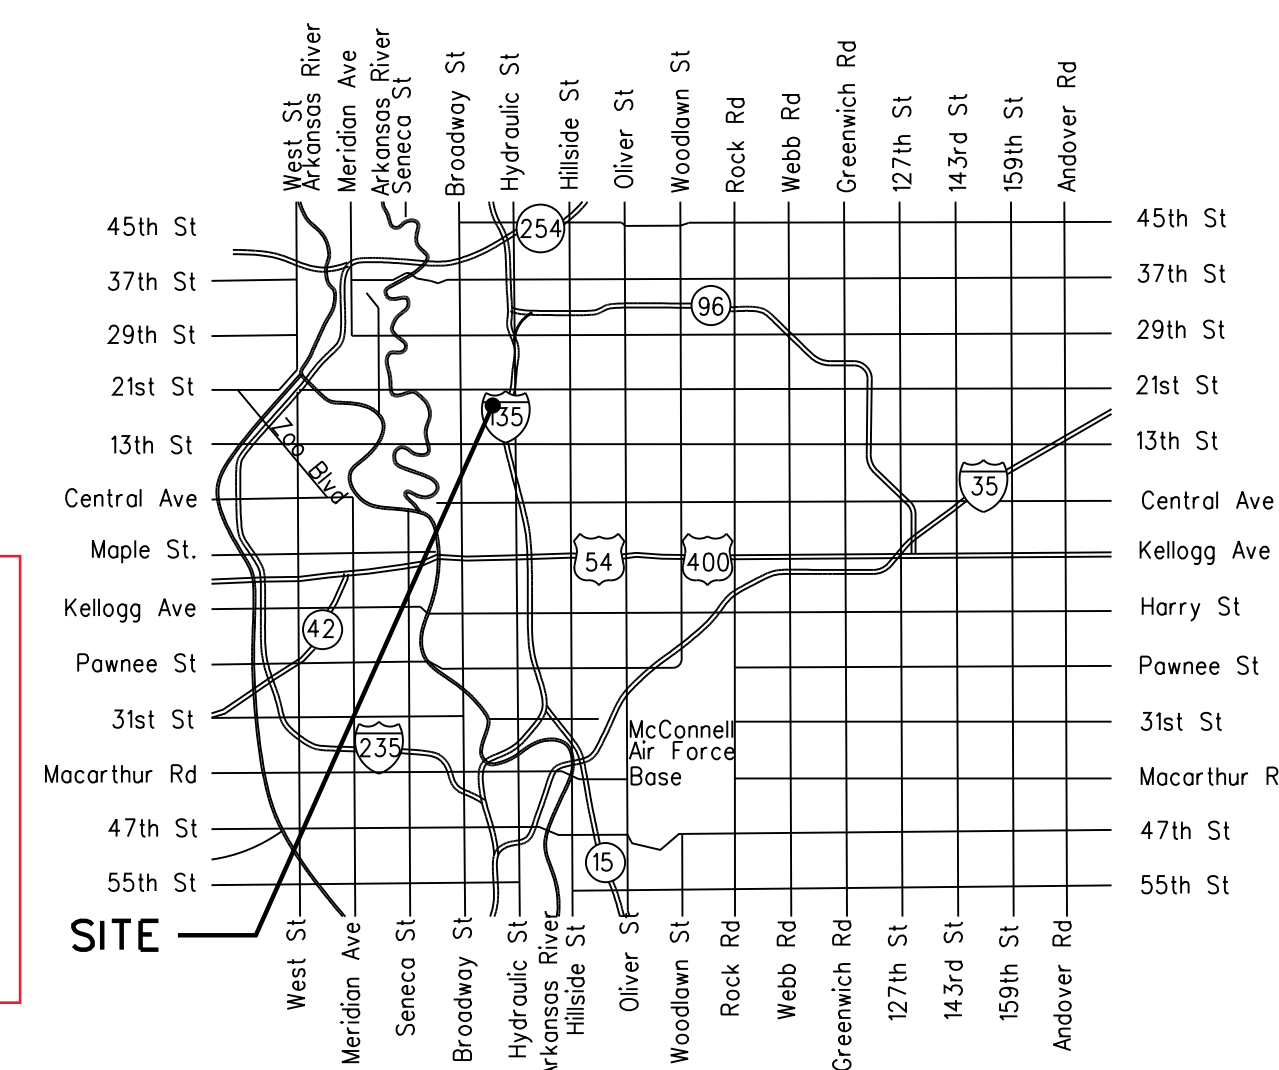 West St
Arkansas River
Meridian Ave
Arkansas River
Seneca St
Broadway St
Hydraulic St
Hillside St
Oliver St
Woodlawn St
Rock Rd
Webb Rd
Greenwich Rd
127th St
143rd St
159th St
Andover Rd
45th St
37th St
29th St
21st St
13th St
Central Ave
Maple St.
Kellogg Ave
Pawnee St
31st St
Macarthur Rd
47th St
55th St
254
96
135
Zoo Blvd
35
54
400
42
235
McConnell
Air Force
Base
15
45th St
37th St
29th St
21st St
13th St
Central Ave
Kellogg Ave
Harry St
Pawnee St
31st St
Macarthur R
47th St
55th St
SITE
West St
Meridian Ave
Seneca St
Broadway St
Hydraulic St
Arkansas River
Hillside St
Oliver St
Woodlawn St
Rock Rd
Webb Rd
Greenwich Rd
127th St
143rd St
159th St
Andover Rd